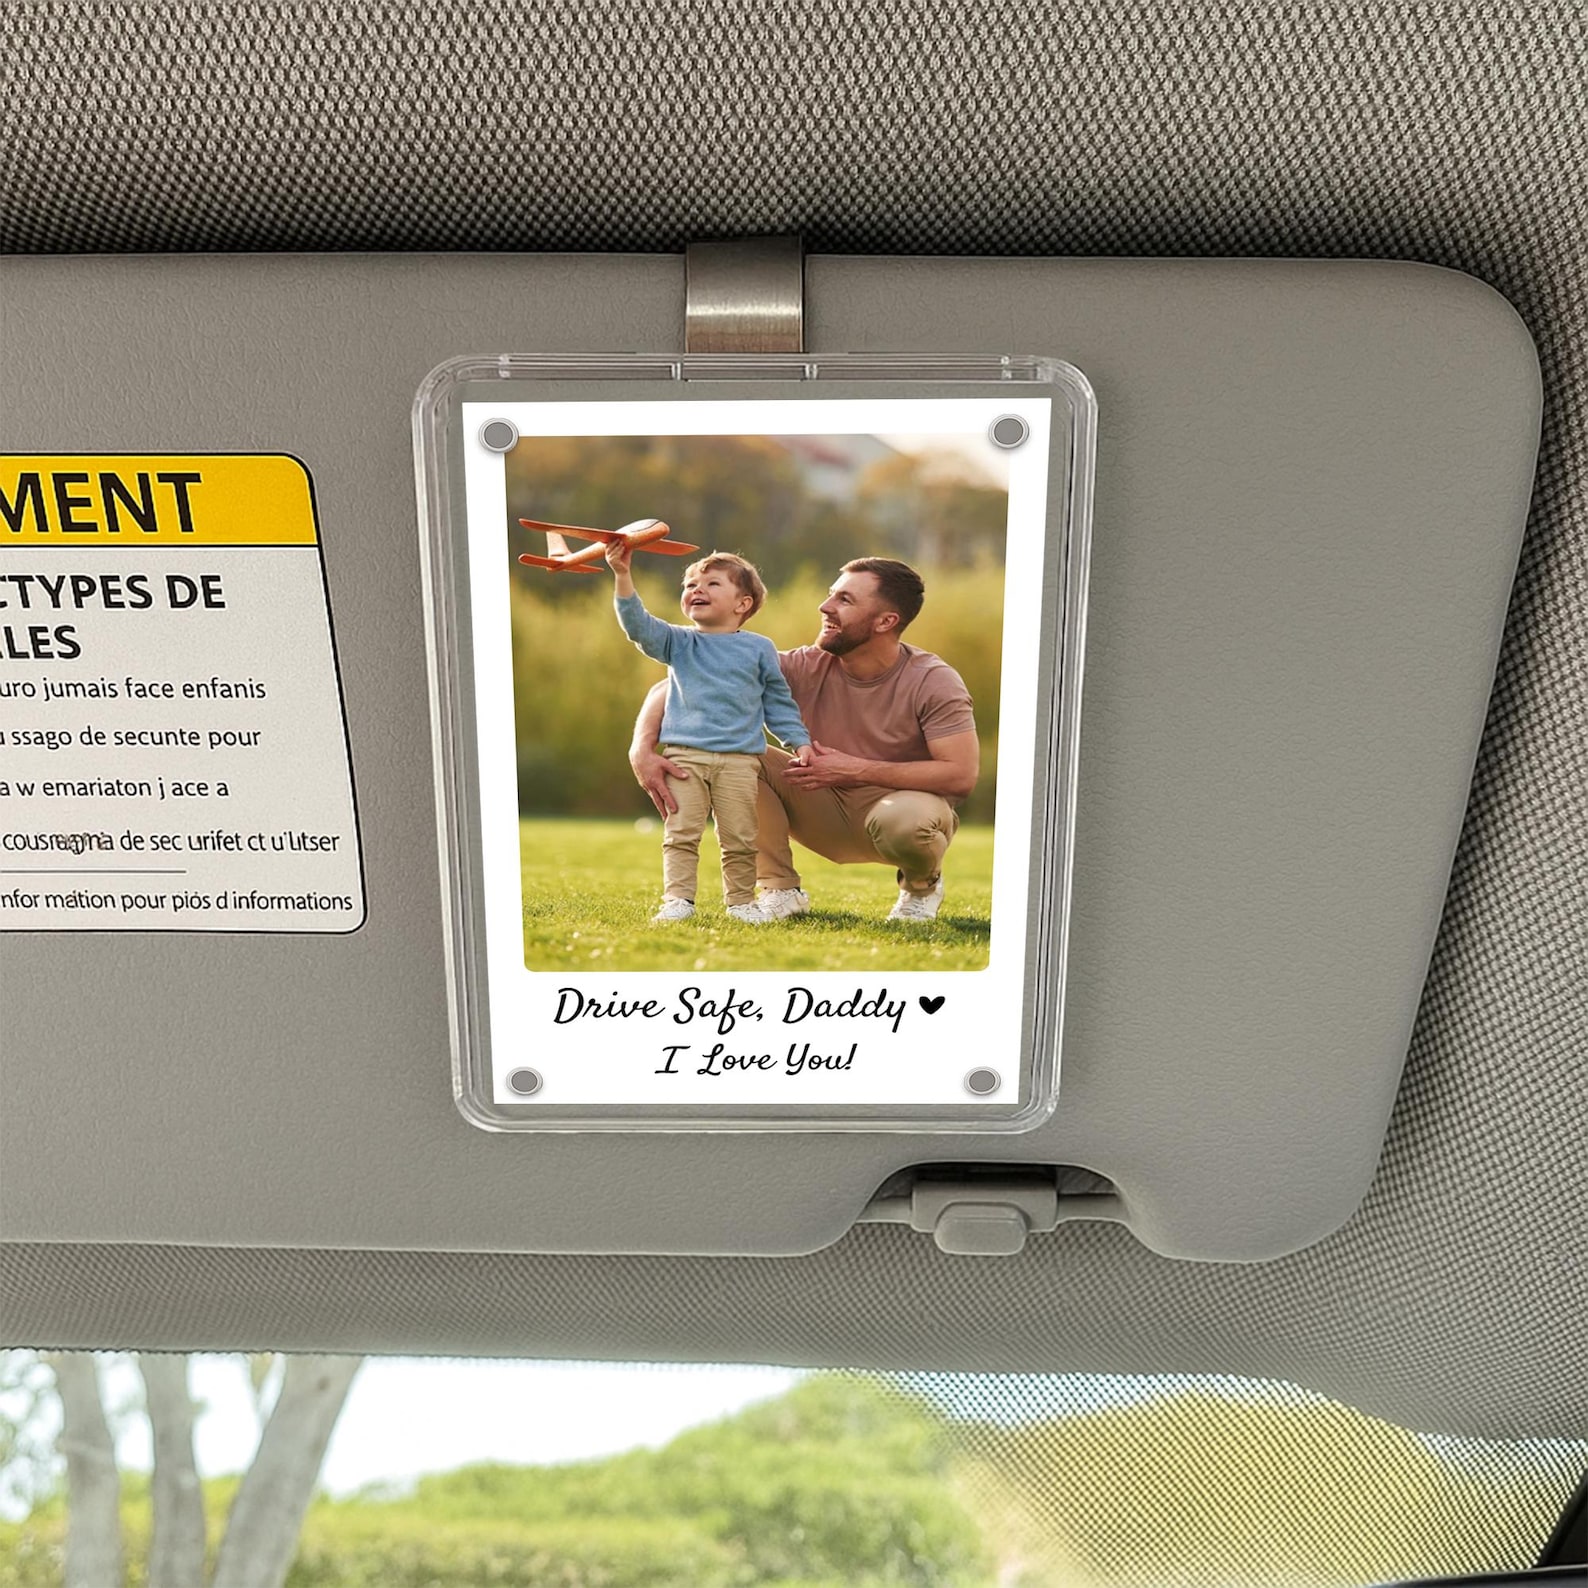 MENT
CTYPES DE
LES
uro jumais face enfanis
ssago de secunte pour
a w emariaton j ace a
de sec urifet ct u'litser
nfor mation pour piós d informations
Drive Safe, Daddy ♥
I Love You!